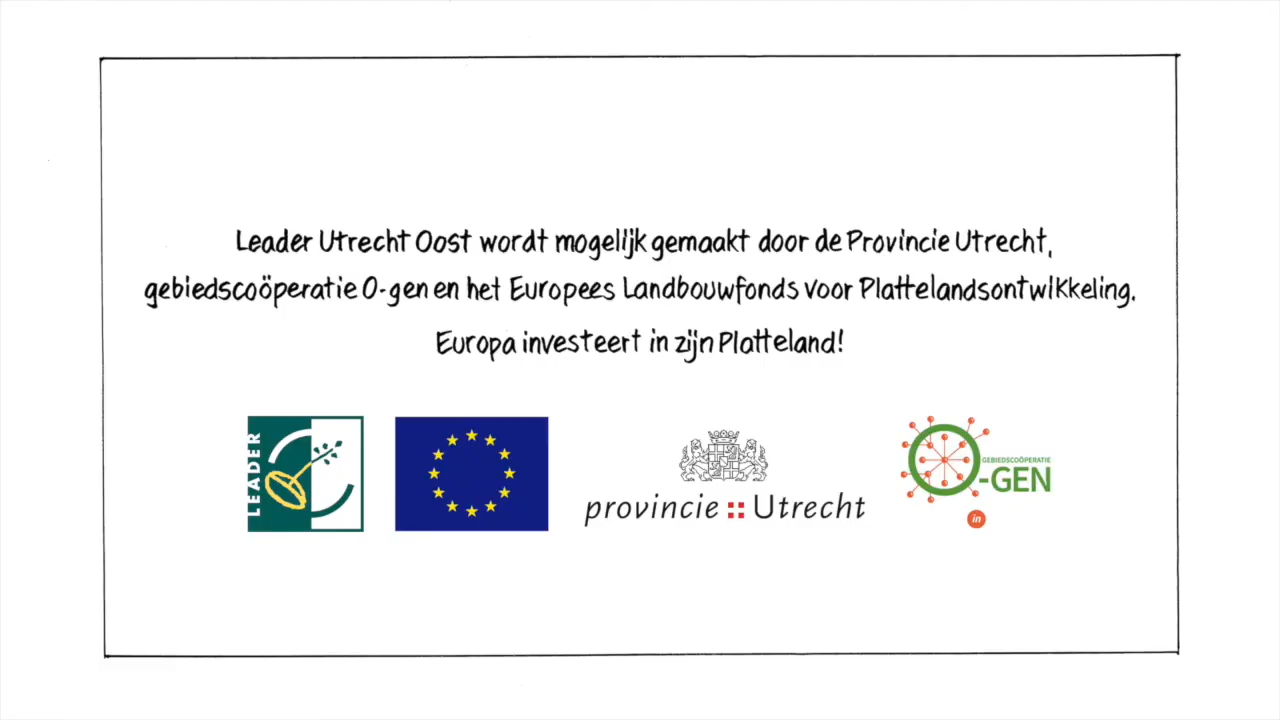 Leader Utrecht Oost wordt mogelijk gemaakt door de Provincie Utrecht,
gebiedscoöperatie O-gen en het Europees Landbouwfonds voor Plattelandsontwikkeling.
Europa investeert in zijn Platteland!
LEADER
provincie :: Utrecht
GEBIEDSCOÖPERATIE
O-GEN
in